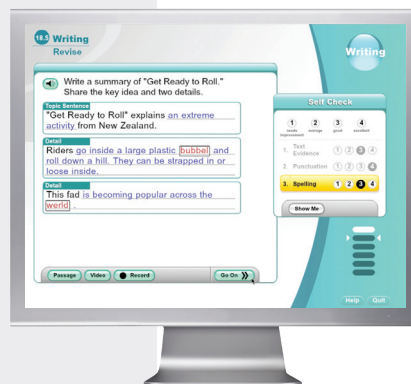 18.5 Writing
Revise
Writing
Write a summary of "Get Ready to Roll."
Share the key idea and two details.
Topic Sentence
"Get Ready to Roll" explains an extreme
activity from New Zealand.
Detail
Riders go inside a large plastic bubbel and
roll down a hill. They can be strapped in or
loose inside.
Detail
This fad is becoming popular across the
werld .
Self Check
1 2 3 4
needs improvement average good excellent
1. Text Evidence 1 2 3 4
2. Punctuation 1 2 3 4
3. Spelling 1 2 3 4
Show Me
Passage Video Record Go On
Help Quit